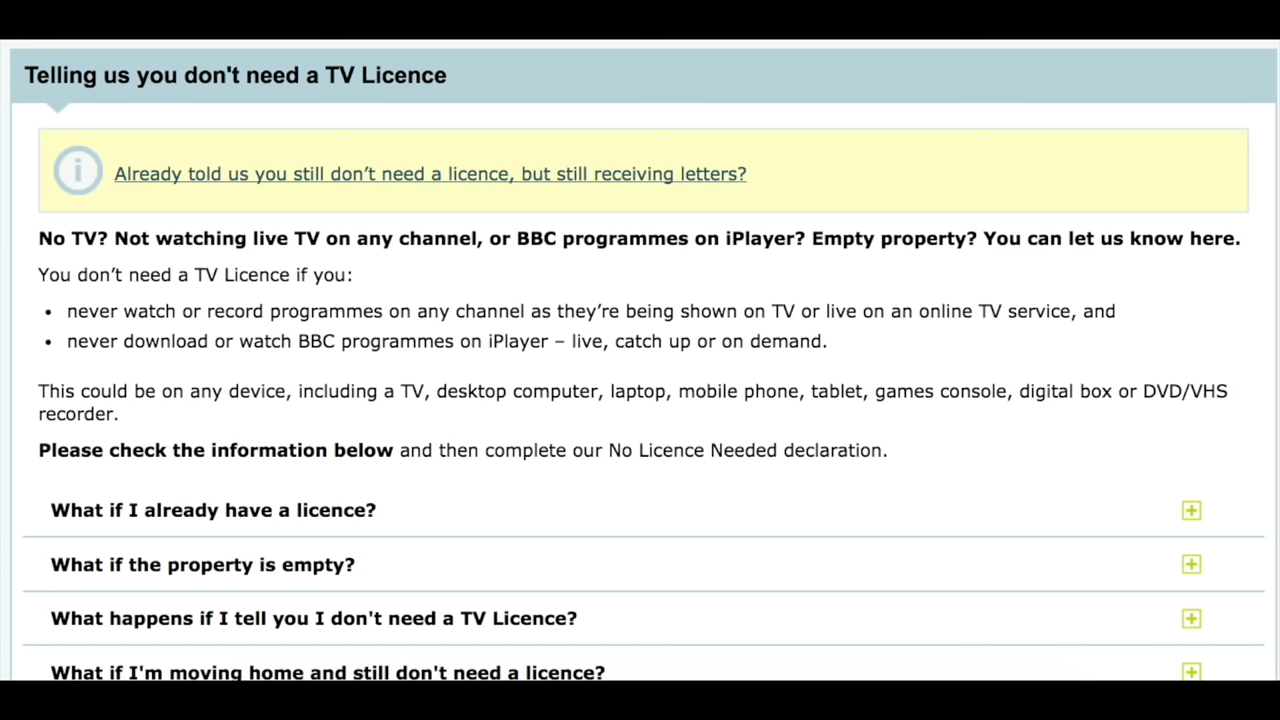 Telling us you don't need a TV Licence
Already told us you still don’t need a licence, but still receiving letters?
No TV? Not watching live TV on any channel, or BBC programmes on iPlayer? Empty property? You can let us know here.
You don’t need a TV Licence if you:
• never watch or record programmes on any channel as they’re being shown on TV or live on an online TV service, and
• never download or watch BBC programmes on iPlayer – live, catch up or on demand.
This could be on any device, including a TV, desktop computer, laptop, mobile phone, tablet, games console, digital box or DVD/VHS
recorder.
Please check the information below and then complete our No Licence Needed declaration.
What if I already have a licence?
What if the property is empty?
What happens if I tell you I don't need a TV Licence?
What if I'm moving home and still don't need a licence?